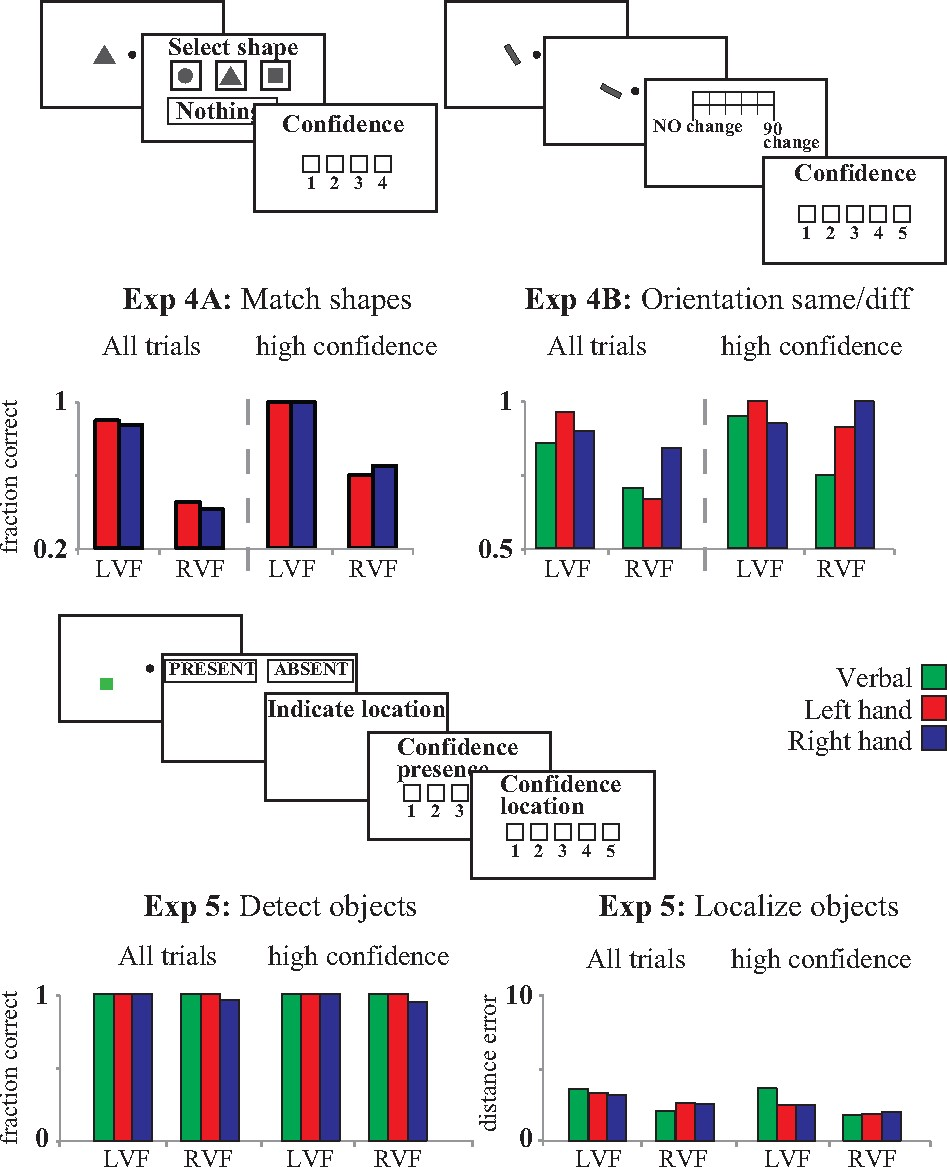 Select shape
Nothing
Confidence
1 2 3 4
NO change
90
change
Confidence
1 2 3 4 5
Exp 4A: Match shapes
All trials
high confidence
fraction correct
1
0.2
LVF
RVF
LVF
RVF
Exp 4B: Orientation same/diff
All trials
high confidence
1
0.5
LVF
RVF
LVF
RVF
PRESENT
ABSENT
Indicate location
Confidence
presence
1 2 3
Confidence
location
1 2 3 4 5
Verbal
Left hand
Right hand
Exp 5: Detect objects
All trials
high confidence
fraction correct
1
0
LVF
RVF
LVF
RVF
Exp 5: Localize objects
All trials
high confidence
distance error
10
0
LVF
RVF
LVF
RVF